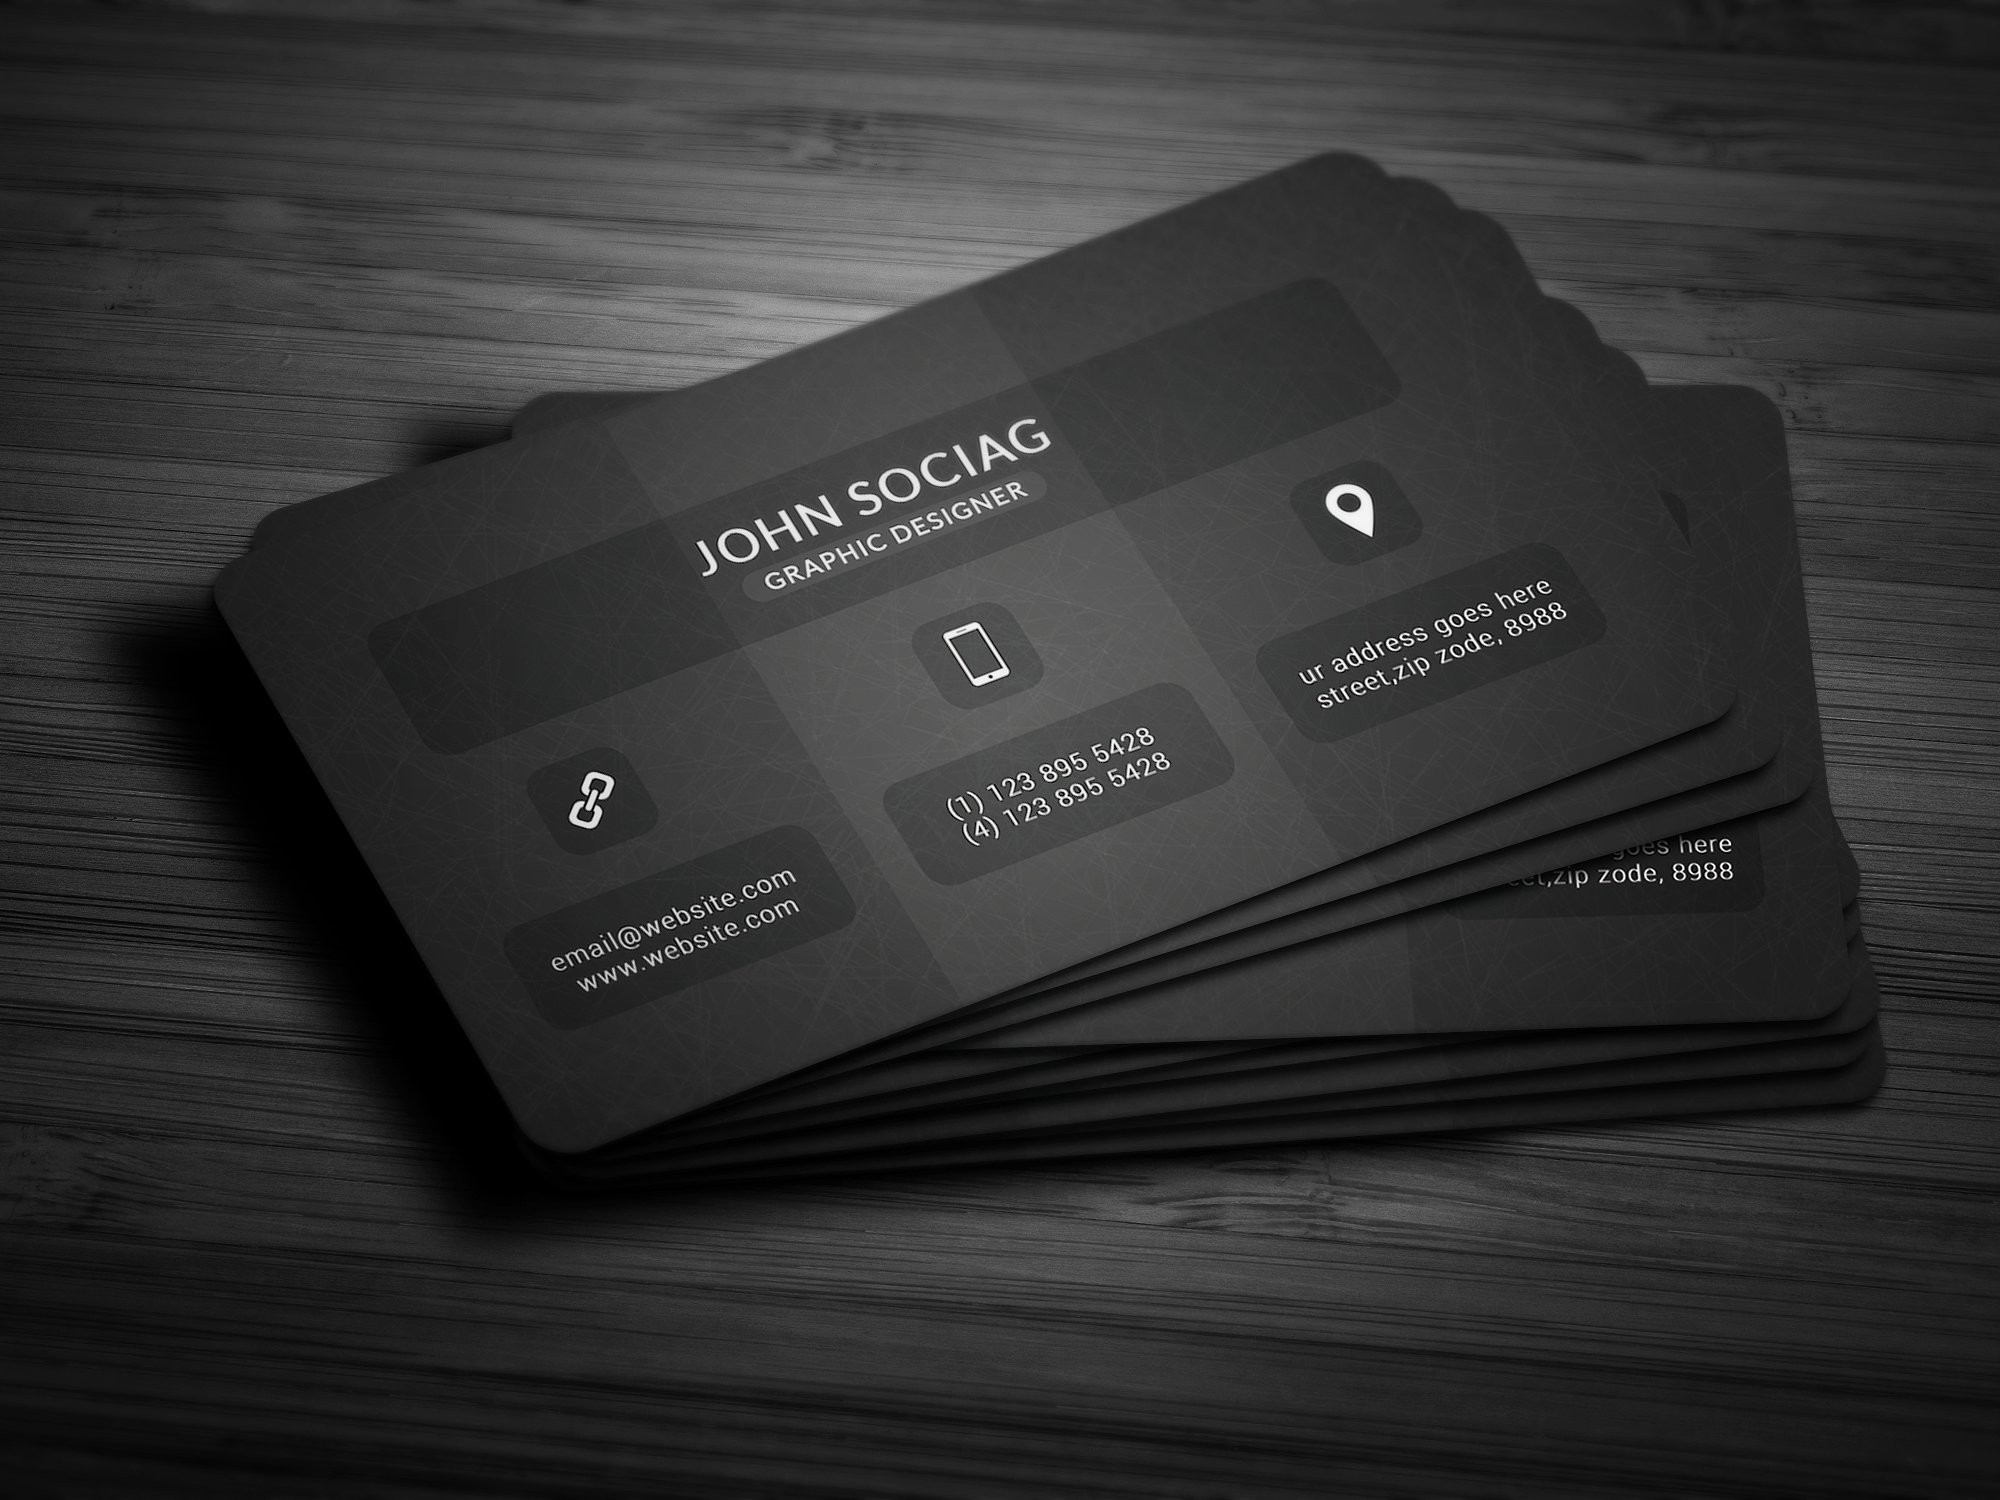 JOHN SOCIAG
GRAPHIC DESIGNER
email@website.com
www.website.com
(1) 123 895 5428
(4) 123 895 5428
ur address goes here
street,zip zode, 8988
goes here
zip zode, 8988